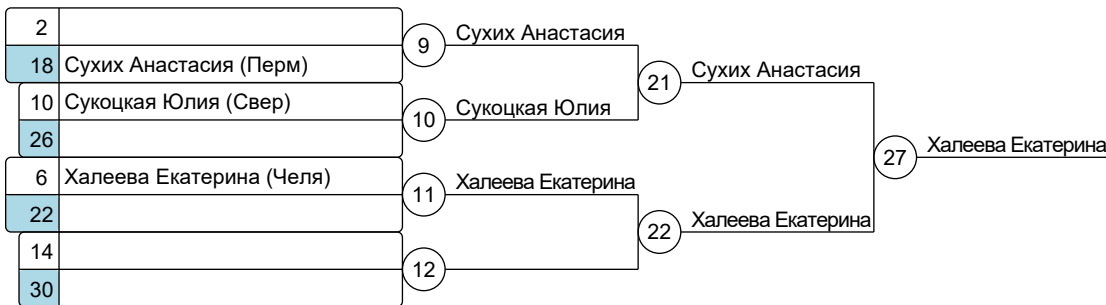 2
18 Сухих Анастасия (Перм)
10 Сукоцкая Юлия (Свер)
26
6 Халеева Екатерина (Челя)
22
14
30
9 Сухих Анастасия
10 Сукоцкая Юлия
11 Халеева Екатерина
12
21 Сухих Анастасия
22 Халеева Екатерина
27 Халеева Екатерина